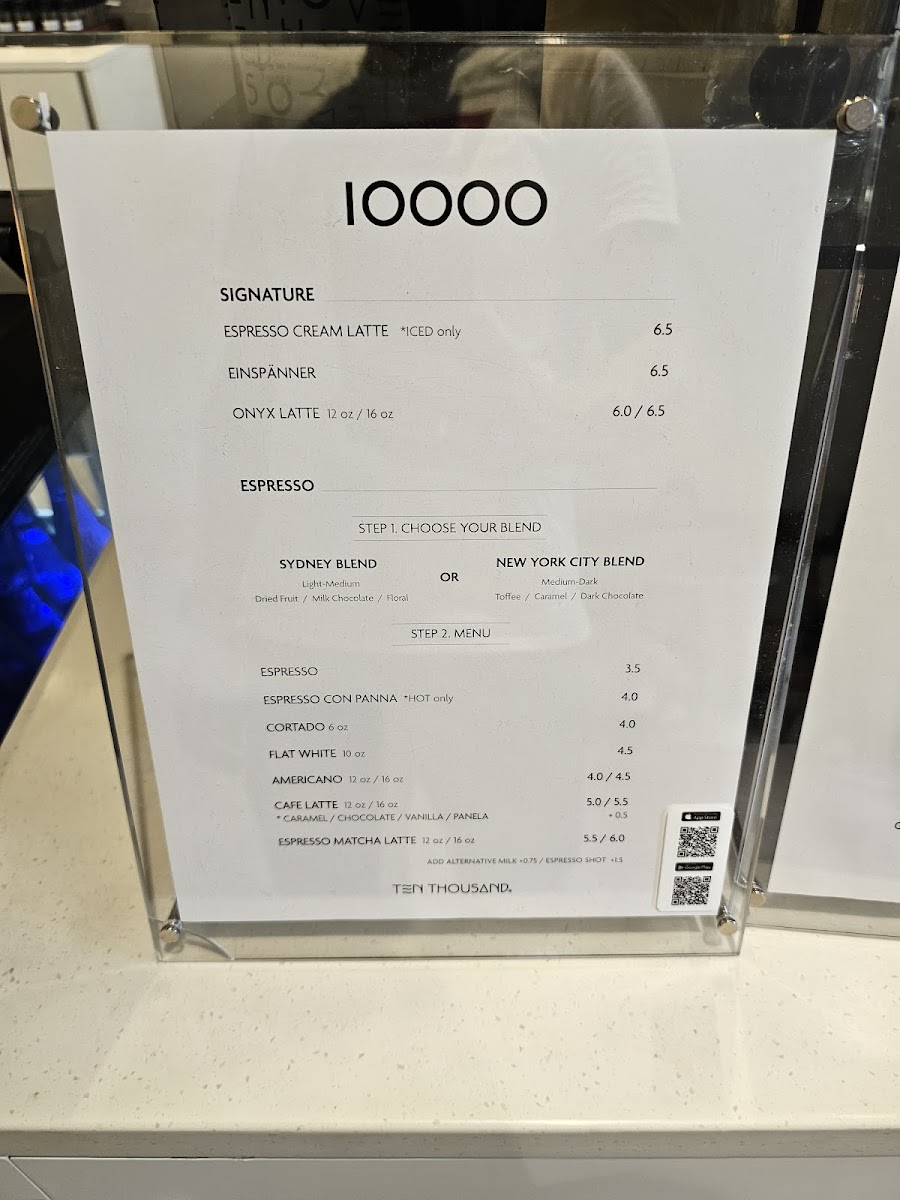 10000
SIGNATURE
ESPRESSO CREAM LATTE *ICED only 6.5
EINSPÄNNER 6.5
ONYX LATTE 12 oz / 16 oz 6.0 / 6.5
ESPRESSO
STEP 1. CHOOSE YOUR BLEND
SYDNEY BLEND OR NEW YORK CITY BLEND
Light-Medium Medium-Dark
Dried Fruit / Milk Chocolate / Floral Toffee / Caramel / Dark Chocolate
STEP 2. MENU
ESPRESSO 3.5
ESPRESSO CON PANNA *HOT only 4.0
CORTADO 6 oz 4.0
FLAT WHITE 10 oz 4.5
AMERICANO 12 oz / 16 oz 4.0 / 4.5
CAFE LATTE 12 oz / 16 oz 5.0 / 5.5
* CARAMEL / CHOCOLATE / VANILLA / PANELA + 0.5
ESPRESSO MATCHA LATTE 12 oz / 16 oz 5.5 / 6.0
ADD ALTERNATIVE MILK +0.75 / ESPRESSO SHOT +1.5
TEN THOUSAND.
App Store
Google Play